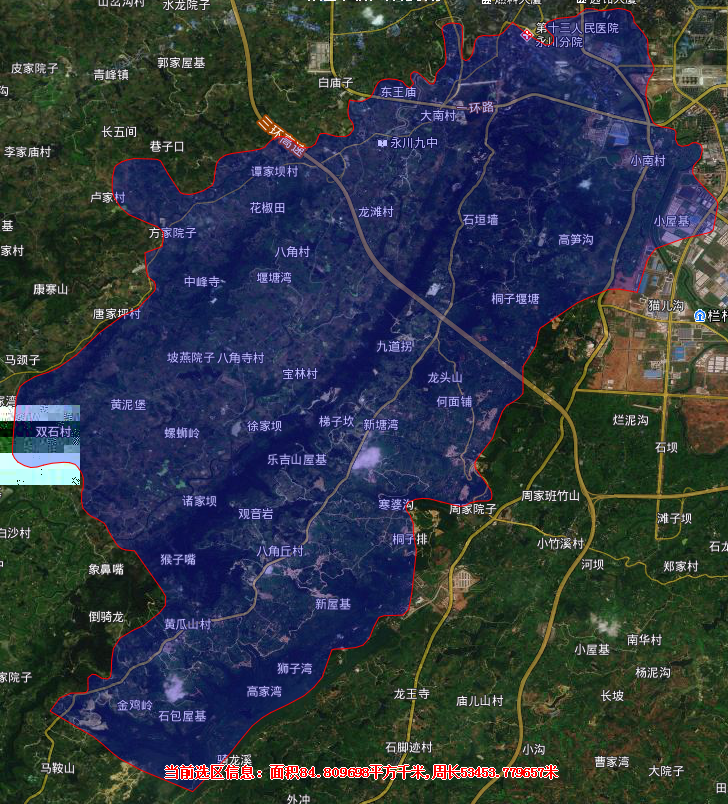 山岔沟村
水龙院子
第十三人民医院
永川分院
郭家屋基
皮家院子
青峰镇
白庙子
东王庙
一环路
大南村
三环高速
长五间
巷子口
永川九中
李家庙村
小南村
谭家坝村
卢家村
花椒田
龙滩村
石垣墙
小屋基
方家院子
高笋沟
家村
八角村
中峰寺
堰塘湾
康寨山
桐子堰塘
猫儿沟
唐家坪村
九道拐
马颈子
坡燕院子
八角寺村
宝林村
龙头山
黄泥堡
何面铺
梯子坎
新塘湾
徐家坝
烂泥沟
双石村
螺蛳岭
石坝
乐吉山屋基
诸家坝
寒婆沟
周家班竹山
周家院子
观音岩
滩子坝
白沙村
桐子排
小竹溪村
八角丘村
猴子嘴
河坝
郑家村
象鼻嘴
新屋基
倒骑龙
黄瓜山村
南华村
小屋基
狮子湾
杨泥沟
家院子
高家湾
龙王寺
长坡
金鸡岭
庙儿山村
石包屋基
石脚迹村
小沟
骑龙溪
曹家湾
马鞍山
大院子
当前选区信息：面积84.809698平方千米,周长53453.779657米
外冲